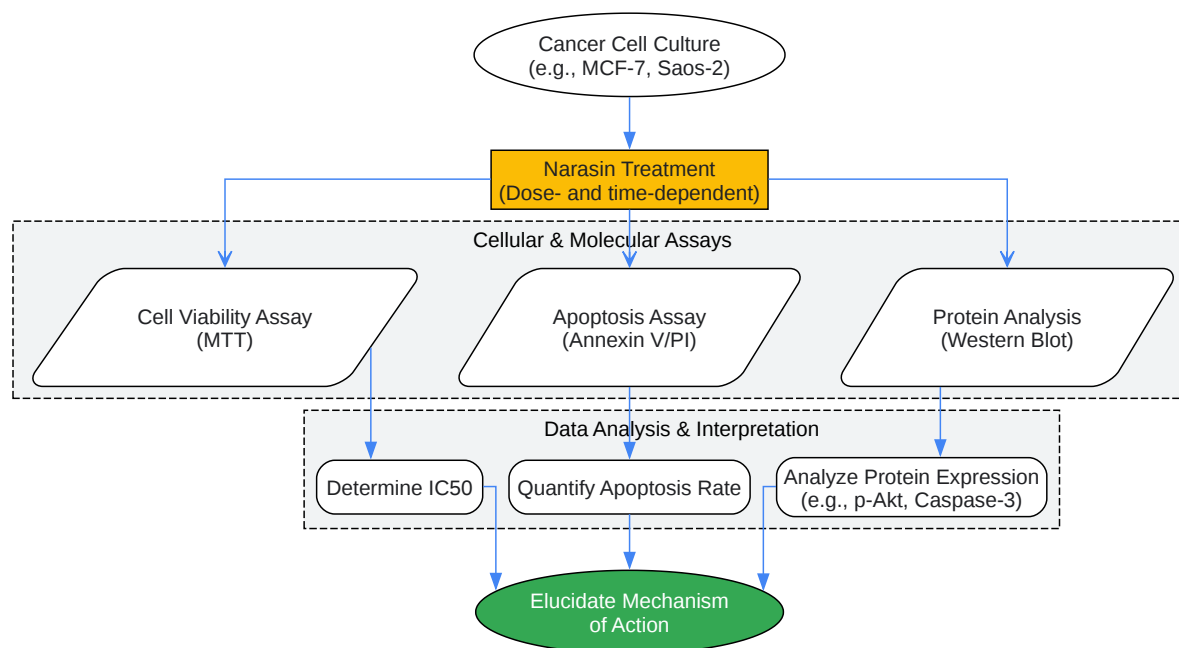 Cancer Cell Culture
(e.g., MCF-7, Saos-2)
Narasin Treatment
(Dose- and time-dependent)
Cellular & Molecular Assays
Cell Viability Assay
(MTT)
Apoptosis Assay
(Annexin V/PI)
Protein Analysis
(Western Blot)
Data Analysis & Interpretation
Determine IC50
Quantify Apoptosis Rate
Analyze Protein Expression
(e.g., p-Akt, Caspase-3)
Elucidate Mechanism
of Action